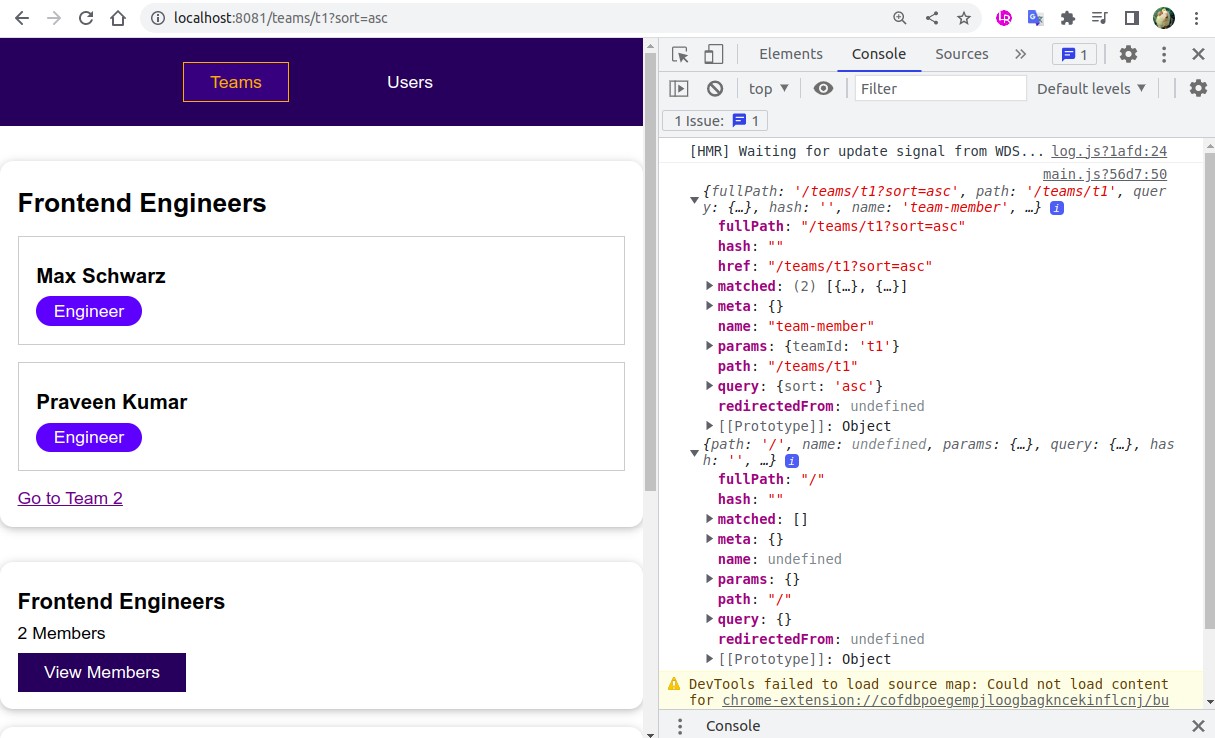 localhost:8081/teams/t1?sort=asc
Teams
Users
Frontend Engineers
Max Schwarz
Engineer
Praveen Kumar
Engineer
Go to Team 2
Frontend Engineers
2 Members
View Members
Elements
Console
Sources
»
1
top
Filter
Default levels
1 Issue:
1
[HMR] Waiting for update signal from WDS... log.js?1afd:24
main.js?56d7:50
{fullPath: '/teams/t1?sort=asc', path: '/teams/t1', quer
y: {…}, hash: '', name: 'team-member', …} i
fullPath: "/teams/t1?sort=asc"
hash: ""
href: "/teams/t1?sort=asc"
matched: (2) [{…}, {…}]
meta: {}
name: "team-member"
params: {teamId: 't1'}
path: "/teams/t1"
query: {sort: 'asc'}
redirectedFrom: undefined
[[Prototype]]: Object
{path: '/', name: undefined, params: {…}, query: {…}, has
h: '', …} i
fullPath: "/"
hash: ""
matched: []
meta: {}
name: undefined
params: {}
path: "/"
query: {}
redirectedFrom: undefined
[[Prototype]]: Object
DevTools failed to load source map: Could not load content
for chrome-extension://cofdbpoegempjloogbagkncekinflcnj/bu
Console